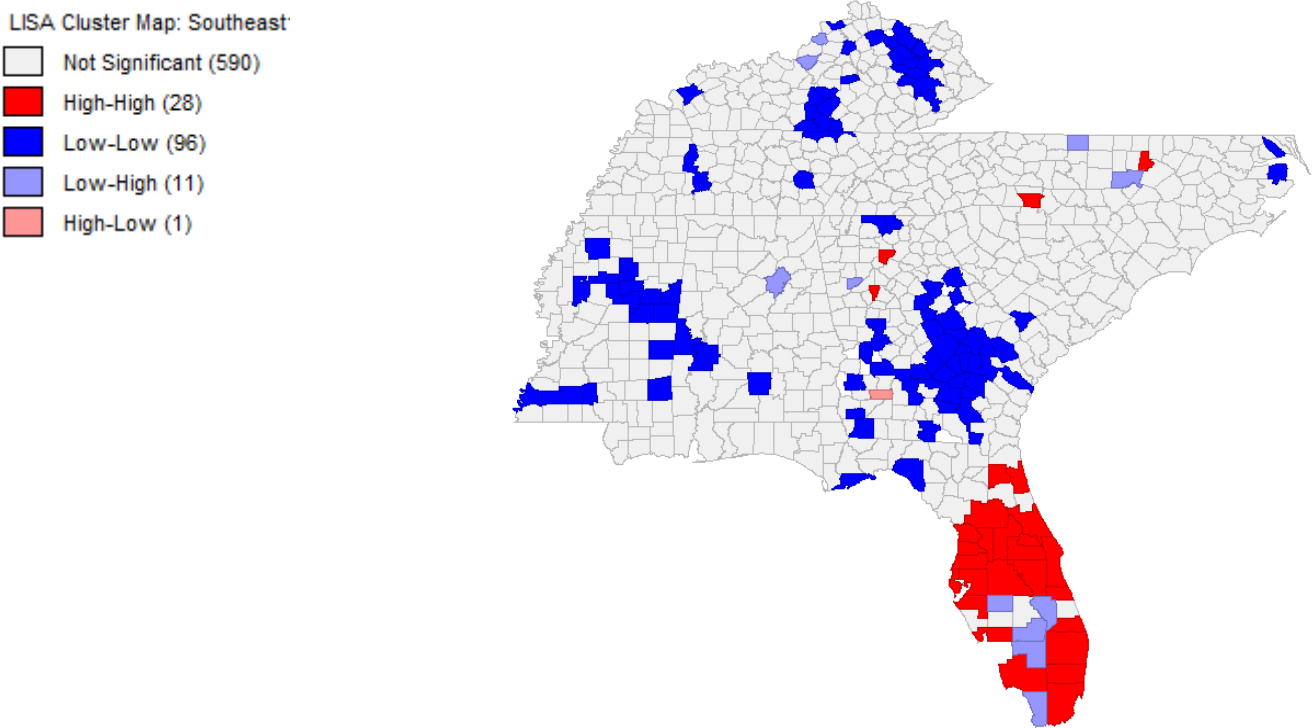 LISA Cluster Map: Southeast
Not Significant (590)
High-High (28)
Low-Low (96)
Low-High (11)
High-Low (1)